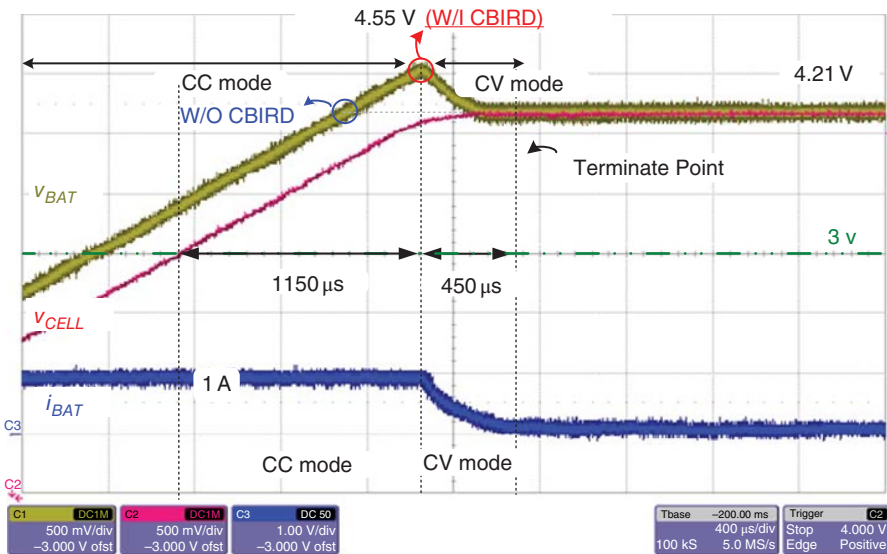 4.55 V (W/I CBIRD)
CC mode
CV mode
4.21 V
W/O CBIRD
Terminate Point
vBAT
3 v
1150 µs
450 µs
vCELL
1 A
iBAT
C3
CC mode
CV mode
C2
C1 DC1M
500 mV/div
−3.000 V ofst
C2 DC1M
500 mV/div
−3.000 V ofst
C3 DC 50
1.00 V/div
−3.000 V ofst
Tbase −200.00 ms
400 µs/div
100 kS 5.0 MS/s
Trigger C2
Stop 4.000 V
Edge Positive